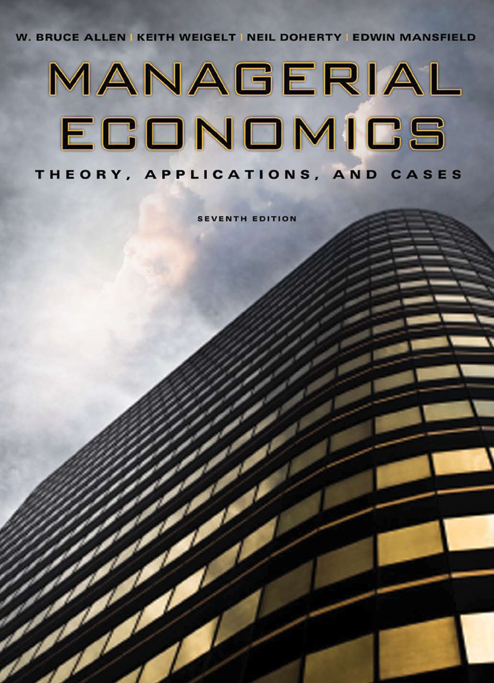 W. BRUCE ALLEN | KEITH WEIGELT | NEIL DOHERTY | EDWIN MANSFIELD
MANAGERIAL
ECONOMICS
THEORY, APPLICATIONS, AND CASES
SEVENTH EDITION